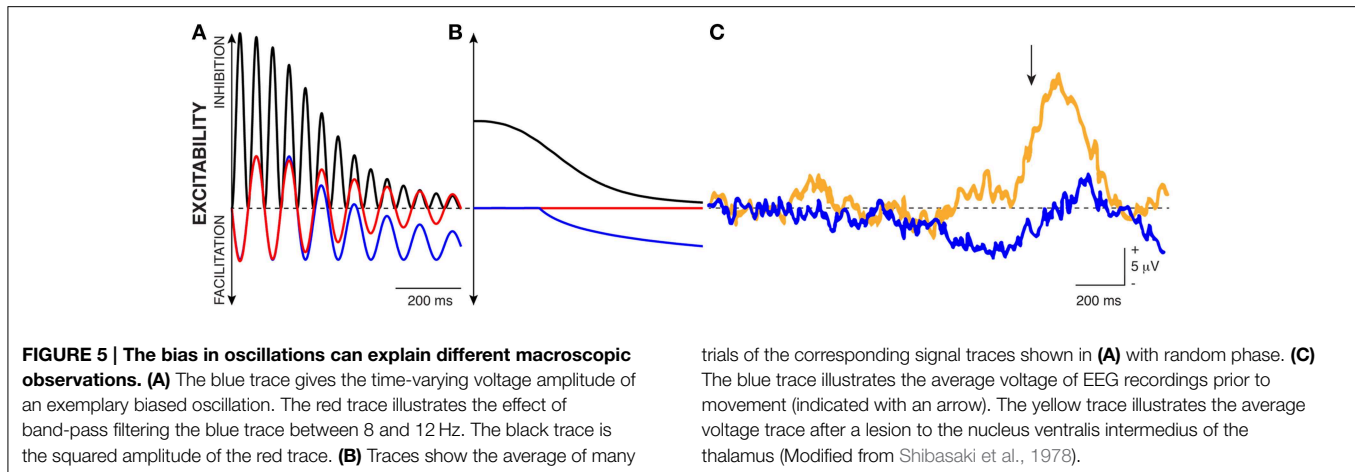 A
B
C
INHIBITION
EXCITABILITY
FACILITATION
200 ms
+
5 μV
-
200 ms
FIGURE 5 | The bias in oscillations can explain different macroscopic
observations. (A) The blue trace gives the time-varying voltage amplitude of
an exemplary biased oscillation. The red trace illustrates the effect of
band-pass filtering the blue trace between 8 and 12 Hz. The black trace is
the squared amplitude of the red trace. (B) Traces show the average of many
trials of the corresponding signal traces shown in (A) with random phase. (C)
The blue trace illustrates the average voltage of EEG recordings prior to
movement (indicated with an arrow). The yellow trace illustrates the average
voltage trace after a lesion to the nucleus ventralis intermedius of the
thalamus (Modified from Shibasaki et al., 1978).